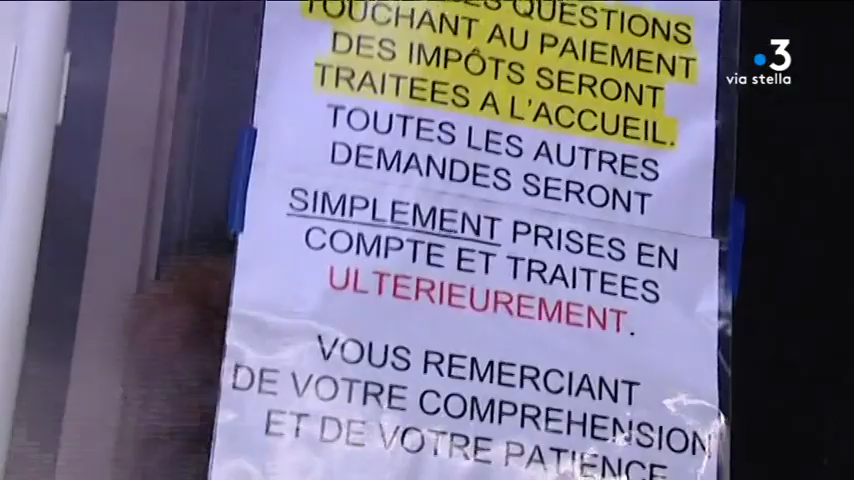 QUESTIONS
TOUCHANT AU PAIEMENT
DES IMPÔTS SERONT
TRAITEES A L'ACCUEIL.
TOUTES LES AUTRES
DEMANDES SERONT
SIMPLEMENT PRISES EN
COMPTE ET TRAITEES
ULTERIEUREMENT.
VOUS REMERCIANT
DE VOTRE COMPREHENSION
ET DE VOTRE PATIENCE
3
via stella